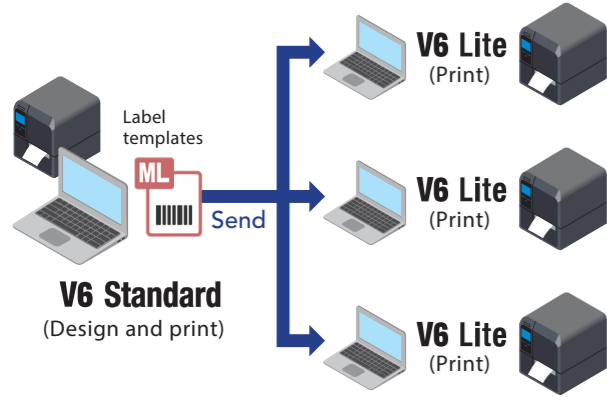 Label
templates
ML
Send
V6 Standard
(Design and print)
V6 Lite
(Print)
V6 Lite
(Print)
V6 Lite
(Print)